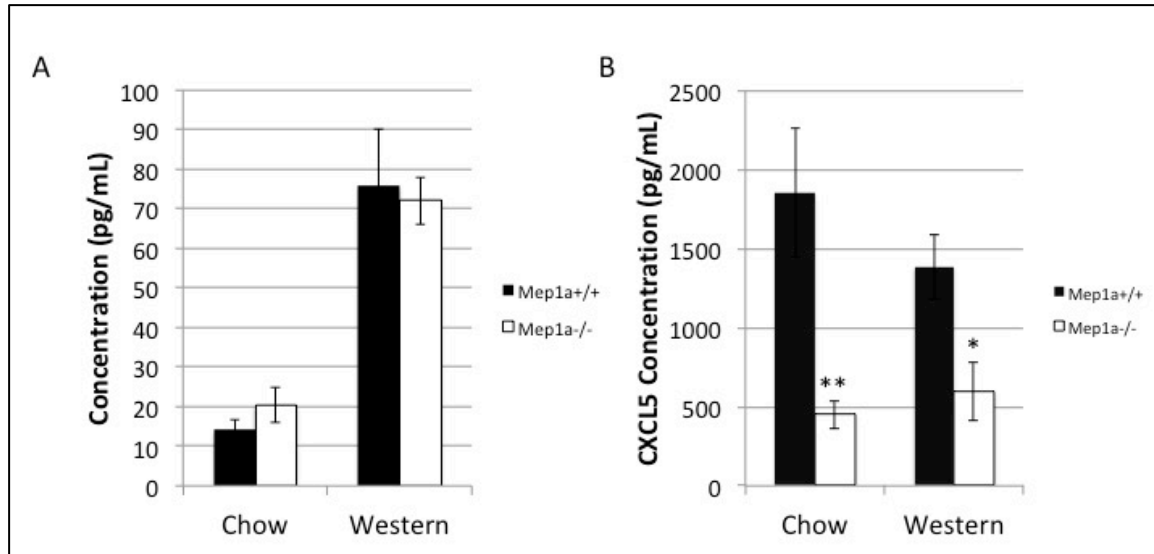 A
Concentration (pg/mL)
100
90
80
70
60
50
40
30
20
10
0
Chow Western
Mep1a+/+
Mep1a-/-
B
CXCL5 Concentration (pg/mL)
2500
2000
1500
1000
500
0
**
*
Chow Western
Mep1a+/+
Mep1a-/-